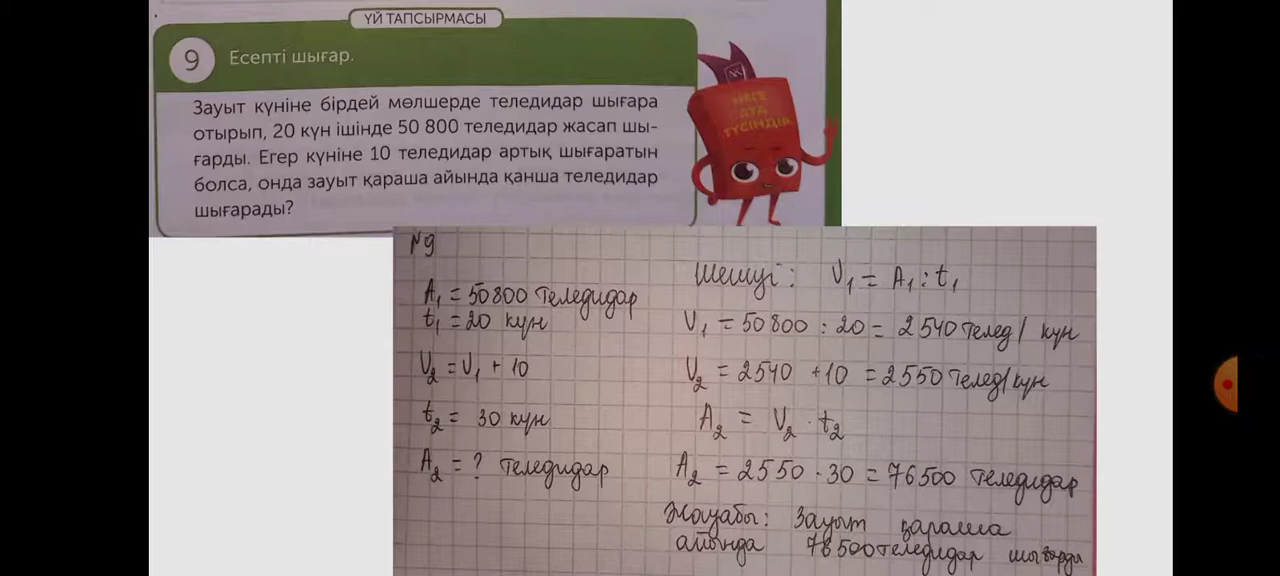 ҮЙ ТАПСЫРМАСЫ
9
Есепті шығар.
Зауыт күніне бірдей мөлшерде теледидар шығара
отырып, 20 күн ішінде 50 800 теледидар жасап шы-
ғарды. Егер күніне 10 теледидар артық шығаратын
болса, онда зауыт қараша айында қанша теледидар
шығарады?
НЕГЕ
АТА
ТҮСІНДІР
№9
A₁ = 50800 теледидар
t₁ = 20 күн
V₂ = V₁ + 10
t₂ = 30 күн
A₂ = ? теледидар
Шешуі: V₁ = A₁ : t₁
V₁ = 50800 : 20 = 2540 телед/ күн
V₂ = 2540 + 10 = 2550 телед/күн
A₂ = V₂ · t₂
A₂ = 2550 · 30 = 76500 теледидар
Жауабы: Зауыт қараша
айында 76500 теледидар шығарды